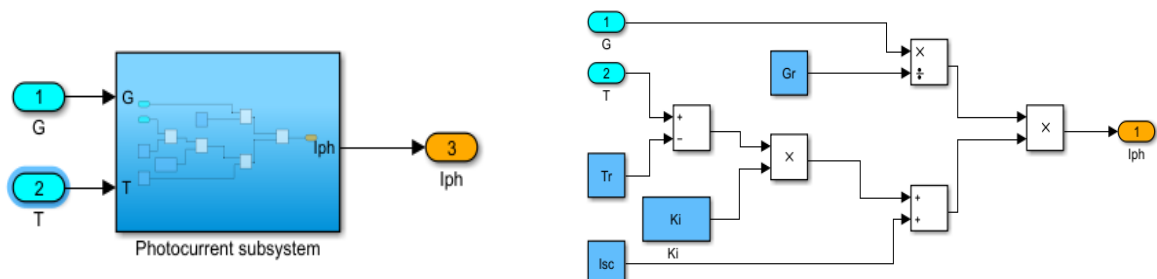 1
G
G
2
T
T
Iph
3
Iph
Photocurrent subsystem
1
G
2
T
Gr
×
÷
+
−
Tr
×
Ki
Ki
Isc
+
+
×
1
Iph